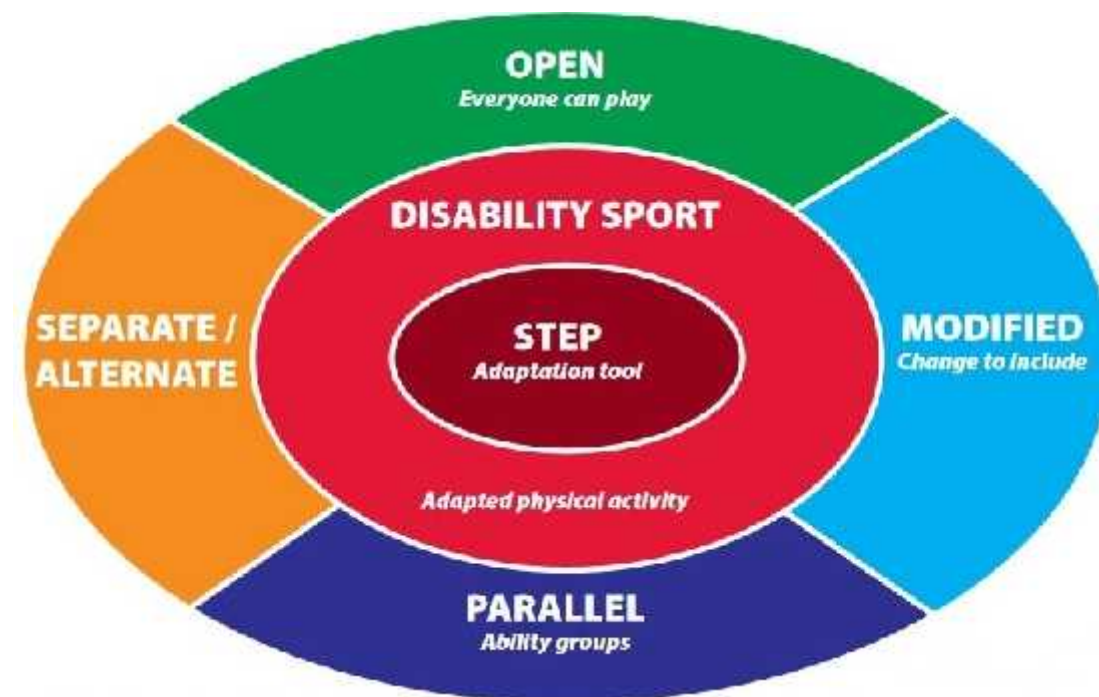 OPEN
Everyone can play
DISABILITY SPORT
SEPARATE /
ALTERNATE
STEP
Adaptation tool
MODIFIED
Change to include
Adapted physical activity
PARALLEL
Ability groups